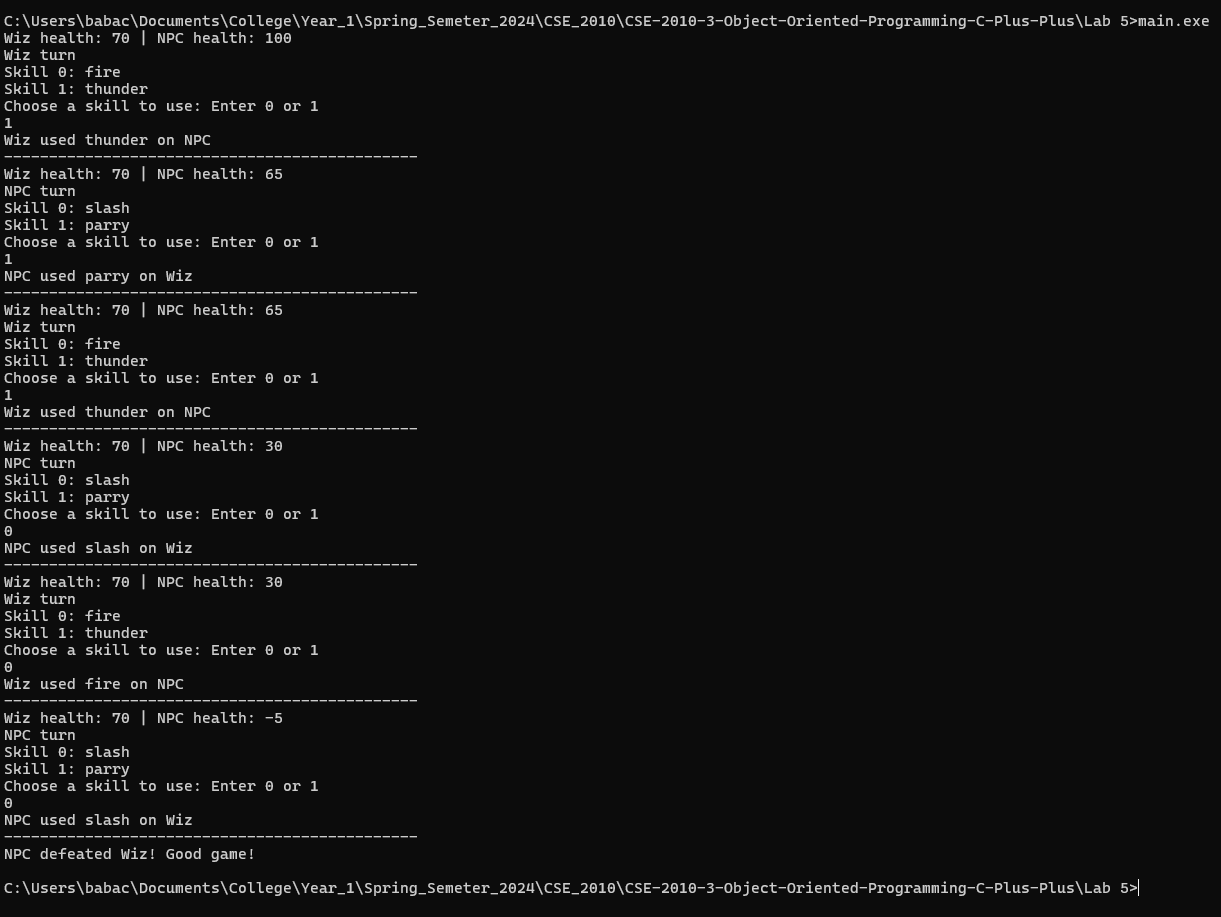 C:\Users\babac\Documents\College\Year_1\Spring_Semeter_2024\CSE_2010\CSE-2010-3-Object-Oriented-Programming-C-Plus-Plus\Lab 5>main.exe
Wiz health: 70 | NPC health: 100
Wiz turn
Skill 0: fire
Skill 1: thunder
Choose a skill to use: Enter 0 or 1
1
Wiz used thunder on NPC
----------------------------------------------
Wiz health: 70 | NPC health: 65
NPC turn
Skill 0: slash
Skill 1: parry
Choose a skill to use: Enter 0 or 1
1
NPC used parry on Wiz
----------------------------------------------
Wiz health: 70 | NPC health: 65
Wiz turn
Skill 0: fire
Skill 1: thunder
Choose a skill to use: Enter 0 or 1
1
Wiz used thunder on NPC
----------------------------------------------
Wiz health: 70 | NPC health: 30
NPC turn
Skill 0: slash
Skill 1: parry
Choose a skill to use: Enter 0 or 1
0
NPC used slash on Wiz
----------------------------------------------
Wiz health: 70 | NPC health: 30
Wiz turn
Skill 0: fire
Skill 1: thunder
Choose a skill to use: Enter 0 or 1
0
Wiz used fire on NPC
----------------------------------------------
Wiz health: 70 | NPC health: -5
NPC turn
Skill 0: slash
Skill 1: parry
Choose a skill to use: Enter 0 or 1
0
NPC used slash on Wiz
----------------------------------------------
NPC defeated Wiz! Good game!
C:\Users\babac\Documents\College\Year_1\Spring_Semeter_2024\CSE_2010\CSE-2010-3-Object-Oriented-Programming-C-Plus-Plus\Lab 5>